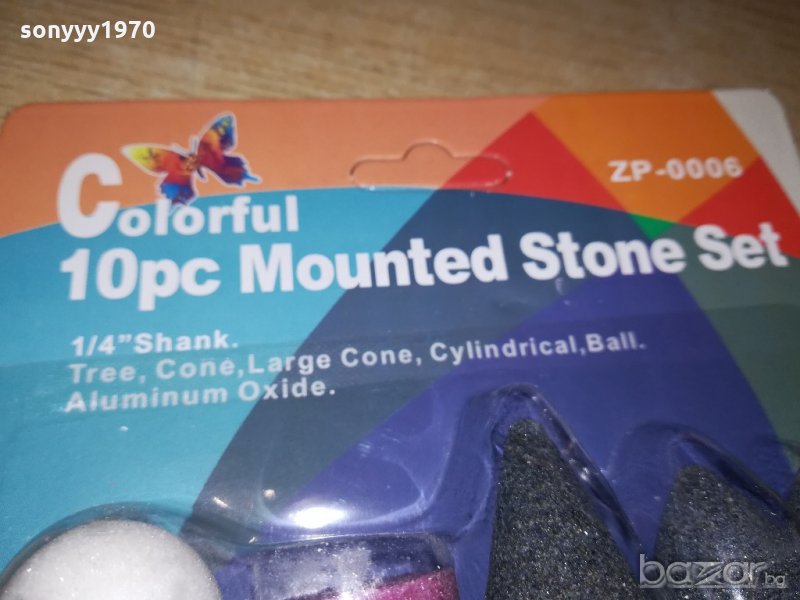 sonyyy1970
ZP-0006
Colorful
10pc Mounted Stone Set
1/4”Shank.
Tree, Cone,Large Cone, Cylindrical,Ball.
Aluminum Oxide.
bazar.bg